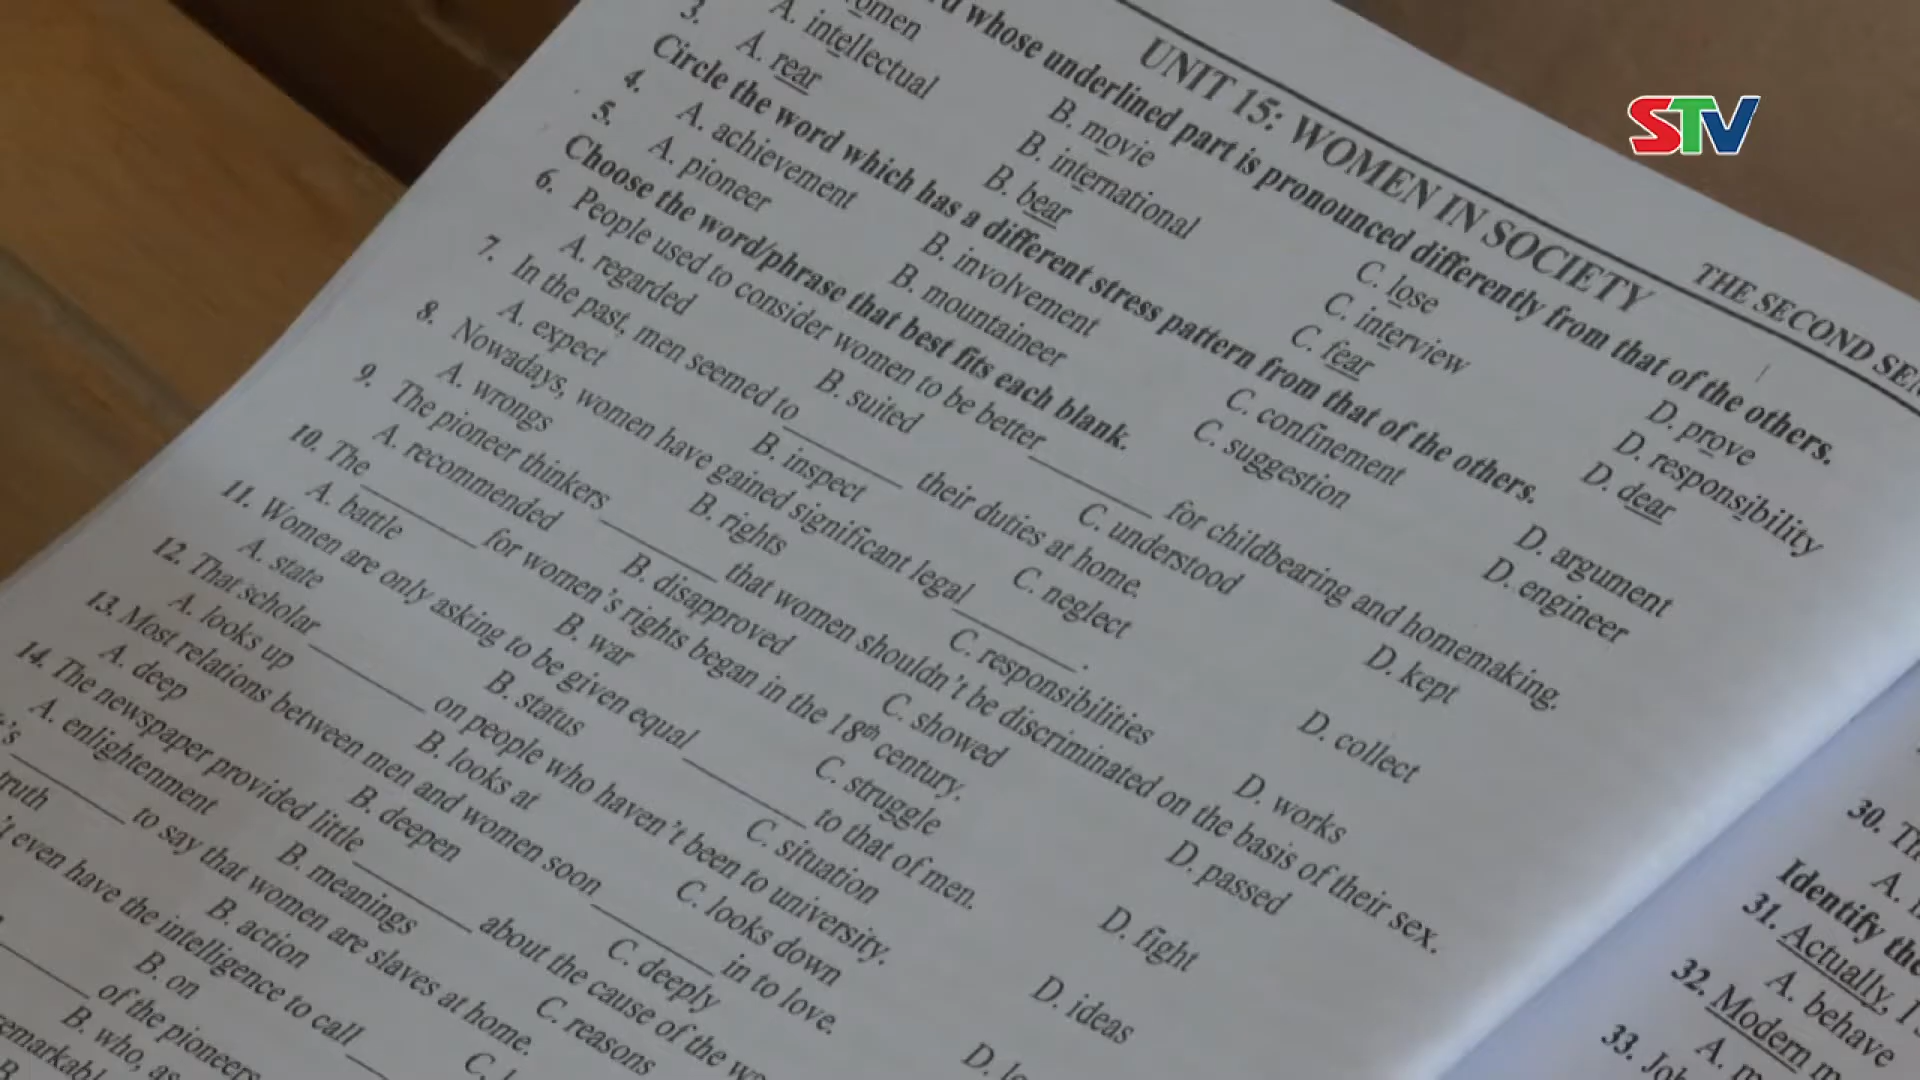 STV
THE SECOND
UNIT 15: WOMEN IN SOCIETY
whose underlined part is pronounced differently from that of the others.
omen B. movie C. lose D. prove
A. intellectual B. international C. interview D. responsibility
3. A. rear B. bear C. fear D. dear
Circle the word which has a different stress pattern from that of the others.
4. A. achievement B. involvement C. confinement D. argument
5. A. pioneer B. mountaineer C. suggestion D. engineer
Choose the word/phrase that best fits each blank.
6. People used to consider women to be better ________ for childbearing and homemaking.
A. regarded B. suited C. understood D. kept
7. In the past, men seemed to ________ their duties at home.
A. expect B. inspect C. neglect D. collect
8. Nowadays, women have gained significant legal ________.
A. wrongs B. rights C. responsibilities D. works
9. The pioneer thinkers ________ that women shouldn't be discriminated on the basis of their sex.
A. recommended B. disapproved C. showed D. passed
10. The ________ for women's rights began in the 18th century.
A. battle B. war C. struggle D. fight
11. Women are only asking to be given equal ________ to that of men.
A. state B. status C. situation D. ideas
12. That scholar ________ on people who haven't been to university.
A. looks up B. looks at C. looks down
13. Most relations between men and women soon ________ in to love.
A. deep B. deepen C. deeply
14. The newspaper provided little ________ about the cause of the
A. enlightenment B. meanings C. reasons
's ________ to say that women are slaves at home.
truth B. action
't even have the intelligence to call
B. on
of the pioneers
B. who, as
30.
A.
Identify the
31. Actually, I
A. behave
32. Modern
A.
33.